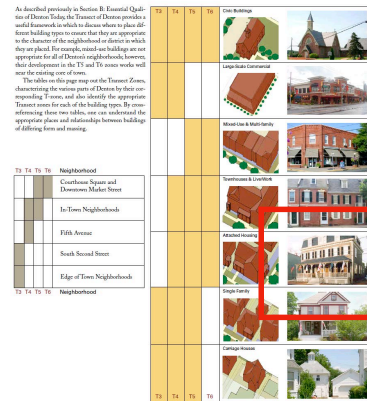 As described previously in Section B: Essential Quali-
ties of Denton Today, the Transect of Denton provides a
useful framework in which to discuss where to place dif-
ferent building types to ensure that they are appropriate
to the character of the neighborhood or district in which
they are placed. For example, mixed-use buildings are not
appropriate for all of Denton's neighborhoods; however,
their development in the T5 and T6 zones works well
near the existing core of town.
The tables on this page map out the Transect Zones,
characterizing the various parts of Denton by their cor-
responding T-zone, and also identify the appropriate
Transect zones for each of the building types. By cross-
referencing these two tables, one can understand the
appropriate places and relationships between buildings
of differing form and massing.
T3 T4 T5 T6 Neighborhood
Courthouse Square and
Downtown Market Street
In-Town Neighborhoods
Fifth Avenue
South Second Street
Edge of Town Neighborhoods
T3 T4 T5 T6 Neighborhood
T3 T4 T5 T6
Civic Buildings
Large-Scale Commercial
Mixed-Use & Multi-family
Townhouses & Live/Work
Attached Housing
Single Family
Carriage Houses
T3 T4 T5 T6